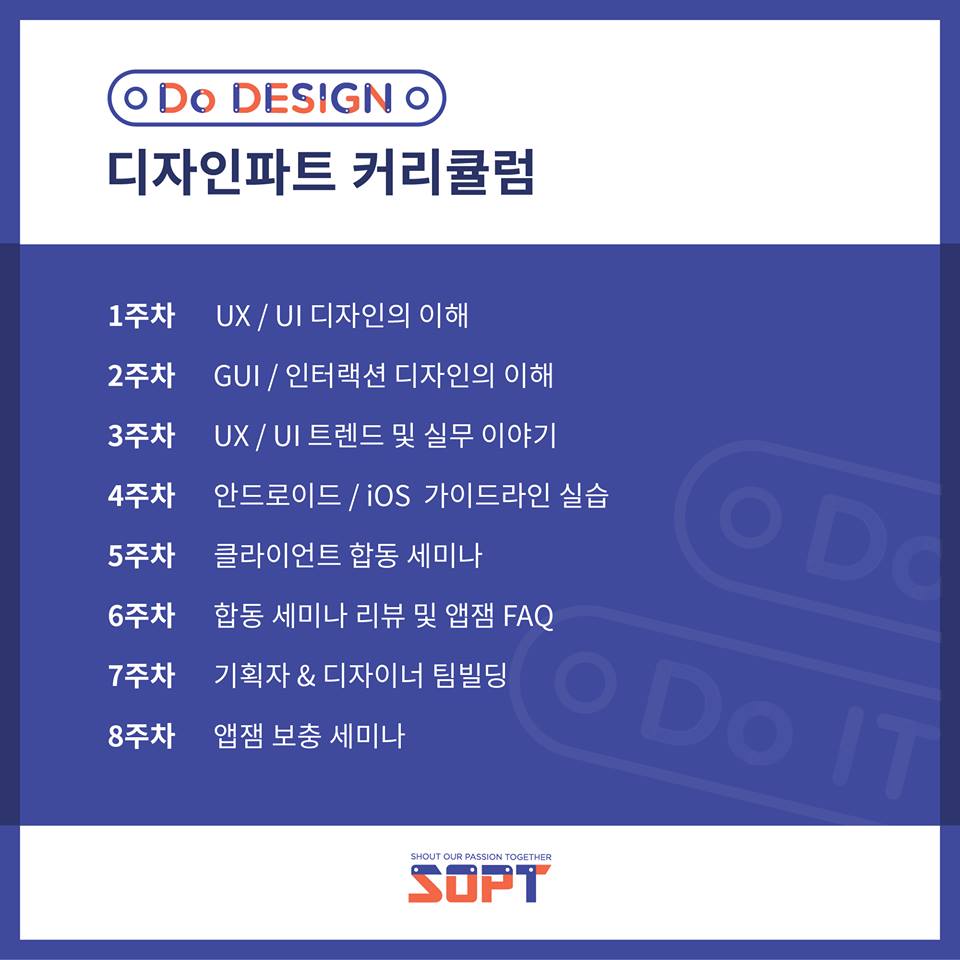 Do DESIGN
디자인파트 커리큘럼
1주차 UX / UI 디자인의 이해
2주차 GUI / 인터랙션 디자인의 이해
3주차 UX / UI 트렌드 및 실무 이야기
4주차 안드로이드 / iOS 가이드라인 실습
5주차 클라이언트 합동 세미나
6주차 합동 세미나 리뷰 및 앱잼 FAQ
7주차 기획자 & 디자이너 팀빌딩
8주차 앱잼 보충 세미나
Do
Do IT
SHOUT OUR PASSION TOGETHER
SOPT